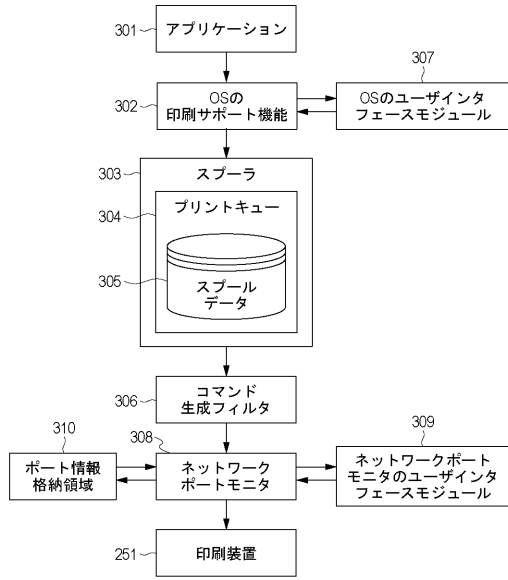 301
アプリケーション
302
OSの
印刷サポート機能
307
OSのユーザインタ
フェースモジュール
303
スプーラ
304
プリントキュー
305
スプール
データ
306
コマンド
生成フィルタ
310
ポート情報
格納領域
308
ネットワーク
ポートモニタ
309
ネットワークポート
モニタのユーザインタ
フェースモジュール
251
印刷装置